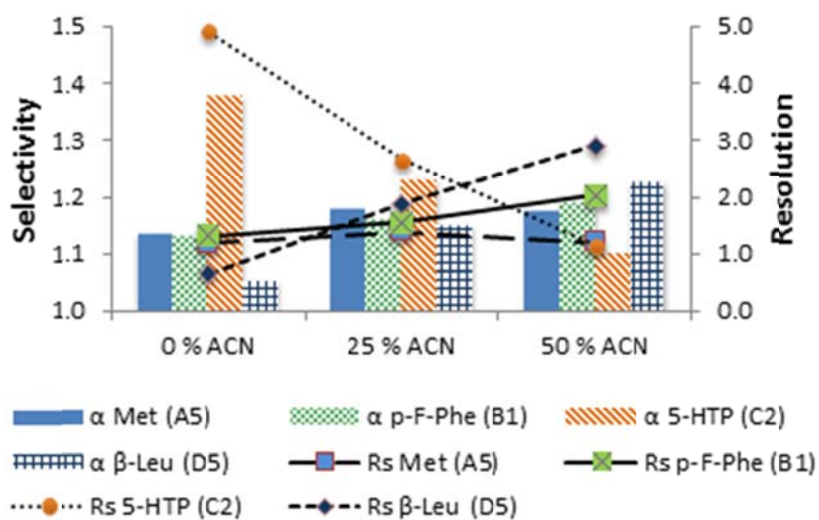 1.5
1.4
1.3
1.2
1.1
1.0
Selectivity
5.0
4.0
3.0
2.0
1.0
0.0
Resolution
0 % ACN 25 % ACN 50 % ACN
α Met (A5) α p-F-Phe (B1) α 5-HTP (C2)
α β-Leu (D5) Rs Met (A5) Rs p-F-Phe (B1)
Rs 5-HTP (C2) Rs β-Leu (D5)